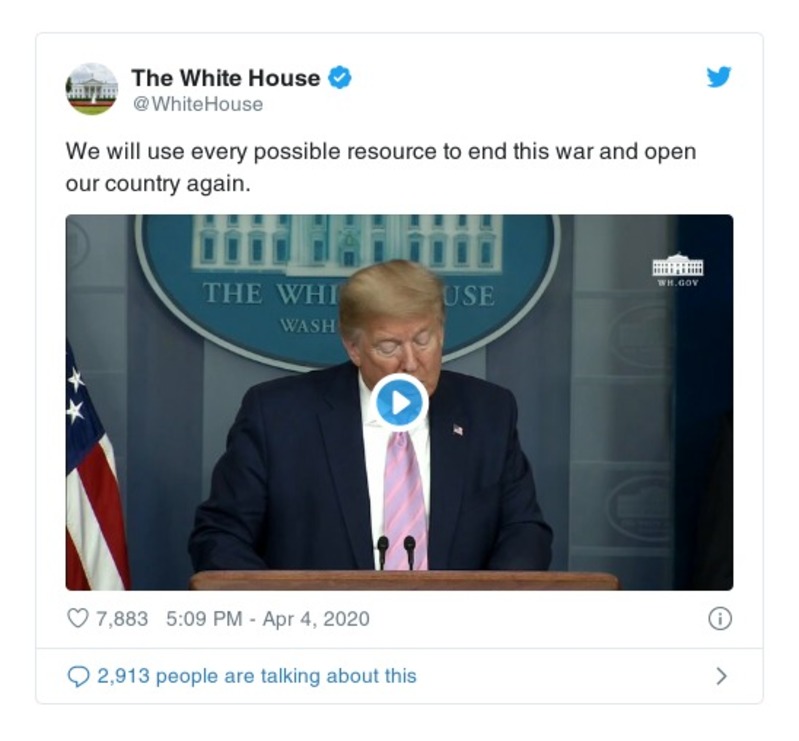 The White House
@WhiteHouse
We will use every possible resource to end this war and open
our country again.
THE WHI USE
WASH
WH.GOV
7,883 5:09 PM - Apr 4, 2020
2,913 people are talking about this